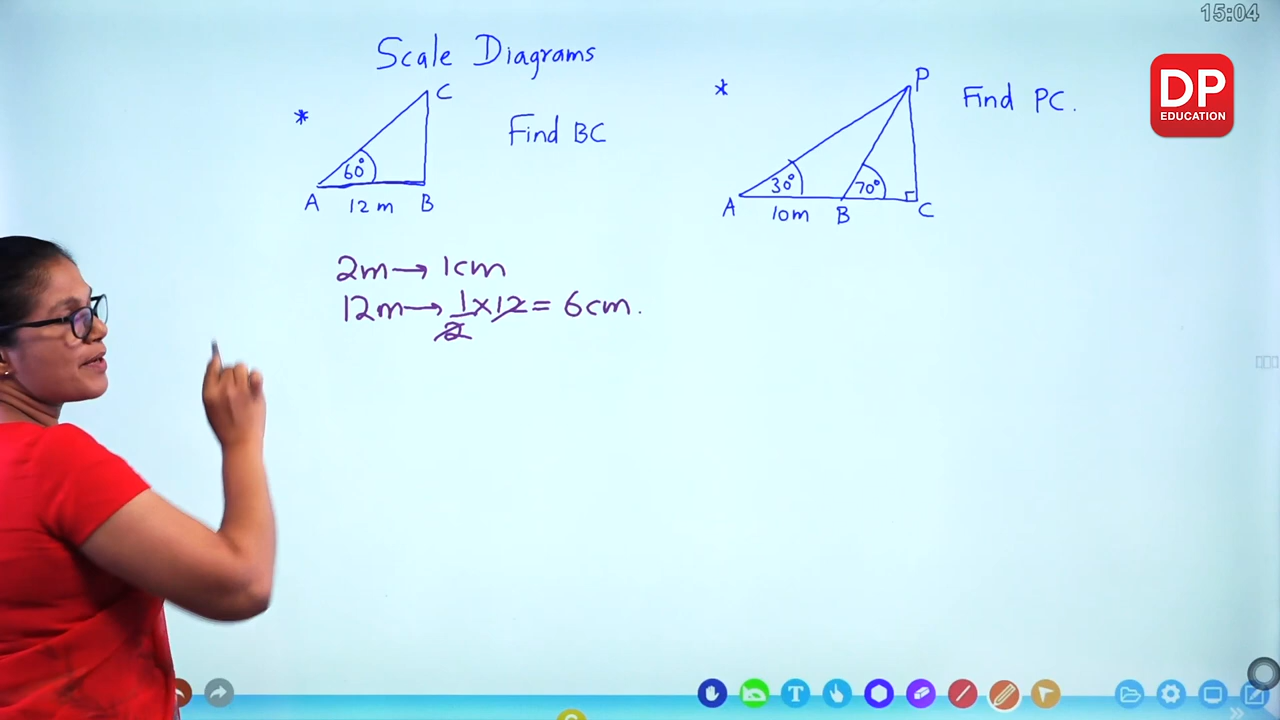 15:04
Scale Diagrams
DP
EDUCATION
*
C
Find BC
60°
A
12 m
B
*
P
Find PC.
30°
70°
A
10m
B
C
2m → 1cm
12m → 1/2 × 12 = 6cm.
T